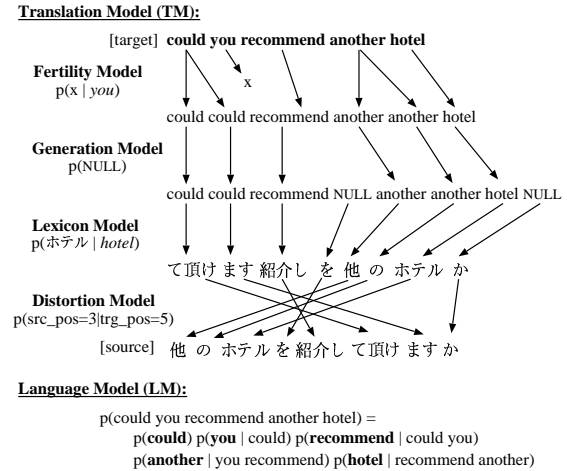 Translation Model (TM):
[target] could you recommend another hotel
Fertility Model
p(x | you)
x
could could recommend another another hotel
Generation Model
p(NULL)
could could recommend NULL another another hotel NULL
Lexicon Model
p(ホテル | hotel)
て頂け ます 紹介し を 他 の ホテル か
Distortion Model
p(src_pos=3|trg_pos=5)
[source] 他 の ホテル を 紹介し て頂け ます か
Language Model (LM):
p(could you recommend another hotel) =
p(could) p(you | could) p(recommend | could you)
p(another | you recommend) p(hotel | recommend another)